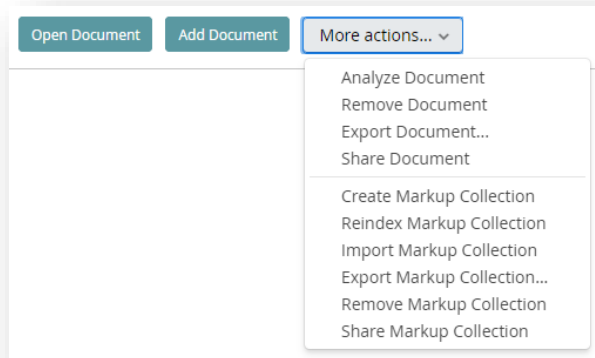 Open Document Add Document More actions...
Analyze Document
Remove Document
Export Document...
Share Document
Create Markup Collection
Reindex Markup Collection
Import Markup Collection
Export Markup Collection...
Remove Markup Collection
Share Markup Collection